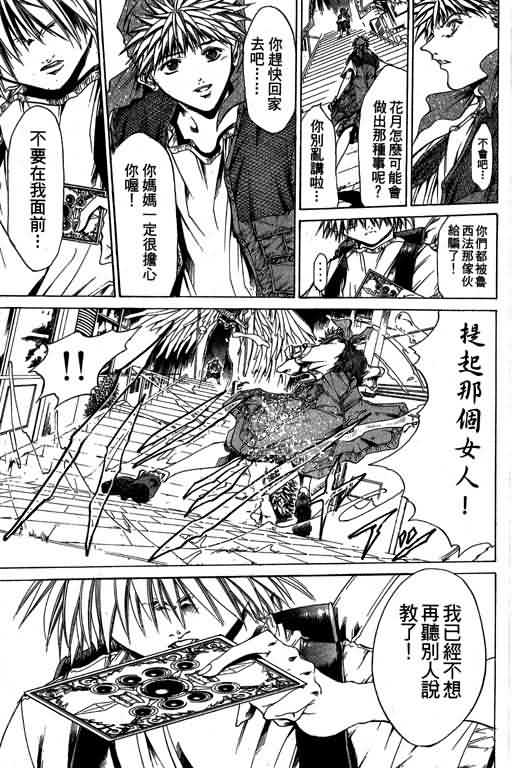 不會吧…
花月怎麼可能會
做出那種事呢？
你別亂講啦…
你們都被魯
西法那傢伙
給騙了！
……
你趕快回家
去吧……
你媽媽一定很擔心
你喔！
不要在我面前…
提起那個女人！
！！
我已經不想
再聽別人說
教了！